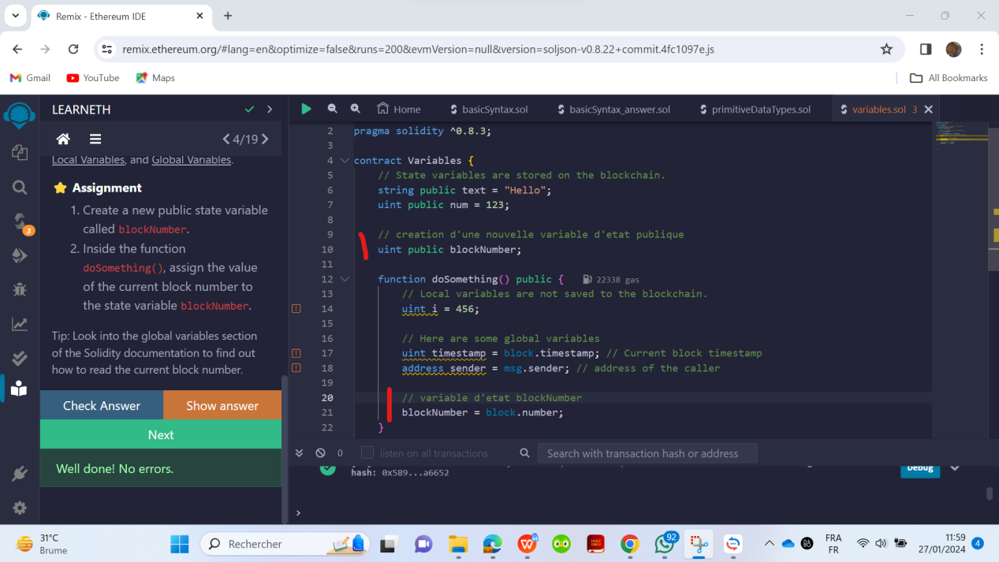 Remix - Ethereum IDE
remix.ethereum.org/#lang=en&optimize=false&runs=200&evmVersion=null&version=soljson-v0.8.22+commit.4fc1097e.js
Gmail YouTube Maps All Bookmarks
LEARNETH
Home basicSyntax.sol basicSyntax_answer.sol primitiveDataTypes.sol variables.sol 3
4/19
Local Variables, and Global Variables.
Assignment
1. Create a new public state variable
called blockNumber.
2. Inside the function
doSomething(), assign the value
of the current block number to
the state variable blockNumber.
Tip: Look into the global variables section
of the Solidity documentation to find out
how to read the current block number.
Check Answer Show answer
Next
Well done! No errors.
3
2 pragma solidity ^0.8.3;
3
4 contract Variables {
5 // State variables are stored on the blockchain.
6 string public text = "Hello";
7 uint public num = 123;
8
9 // creation d'une nouvelle variable d'etat publique
10 uint public blockNumber;
11
12 function doSomething() public { 22338 gas
13 // Local variables are not saved to the blockchain.
14 uint i = 456;
15
16 // Here are some global variables
17 uint timestamp = block.timestamp; // Current block timestamp
18 address sender = msg.sender; // address of the caller
19
20 // variable d'etat blockNumber
21 blockNumber = block.number;
22 }
0 listen on all transactions Search with transaction hash or address
hash: 0x589...a6652 Debug
>
31°C
Brume
Rechercher
92
FRA
FR
11:59
27/01/2024
4